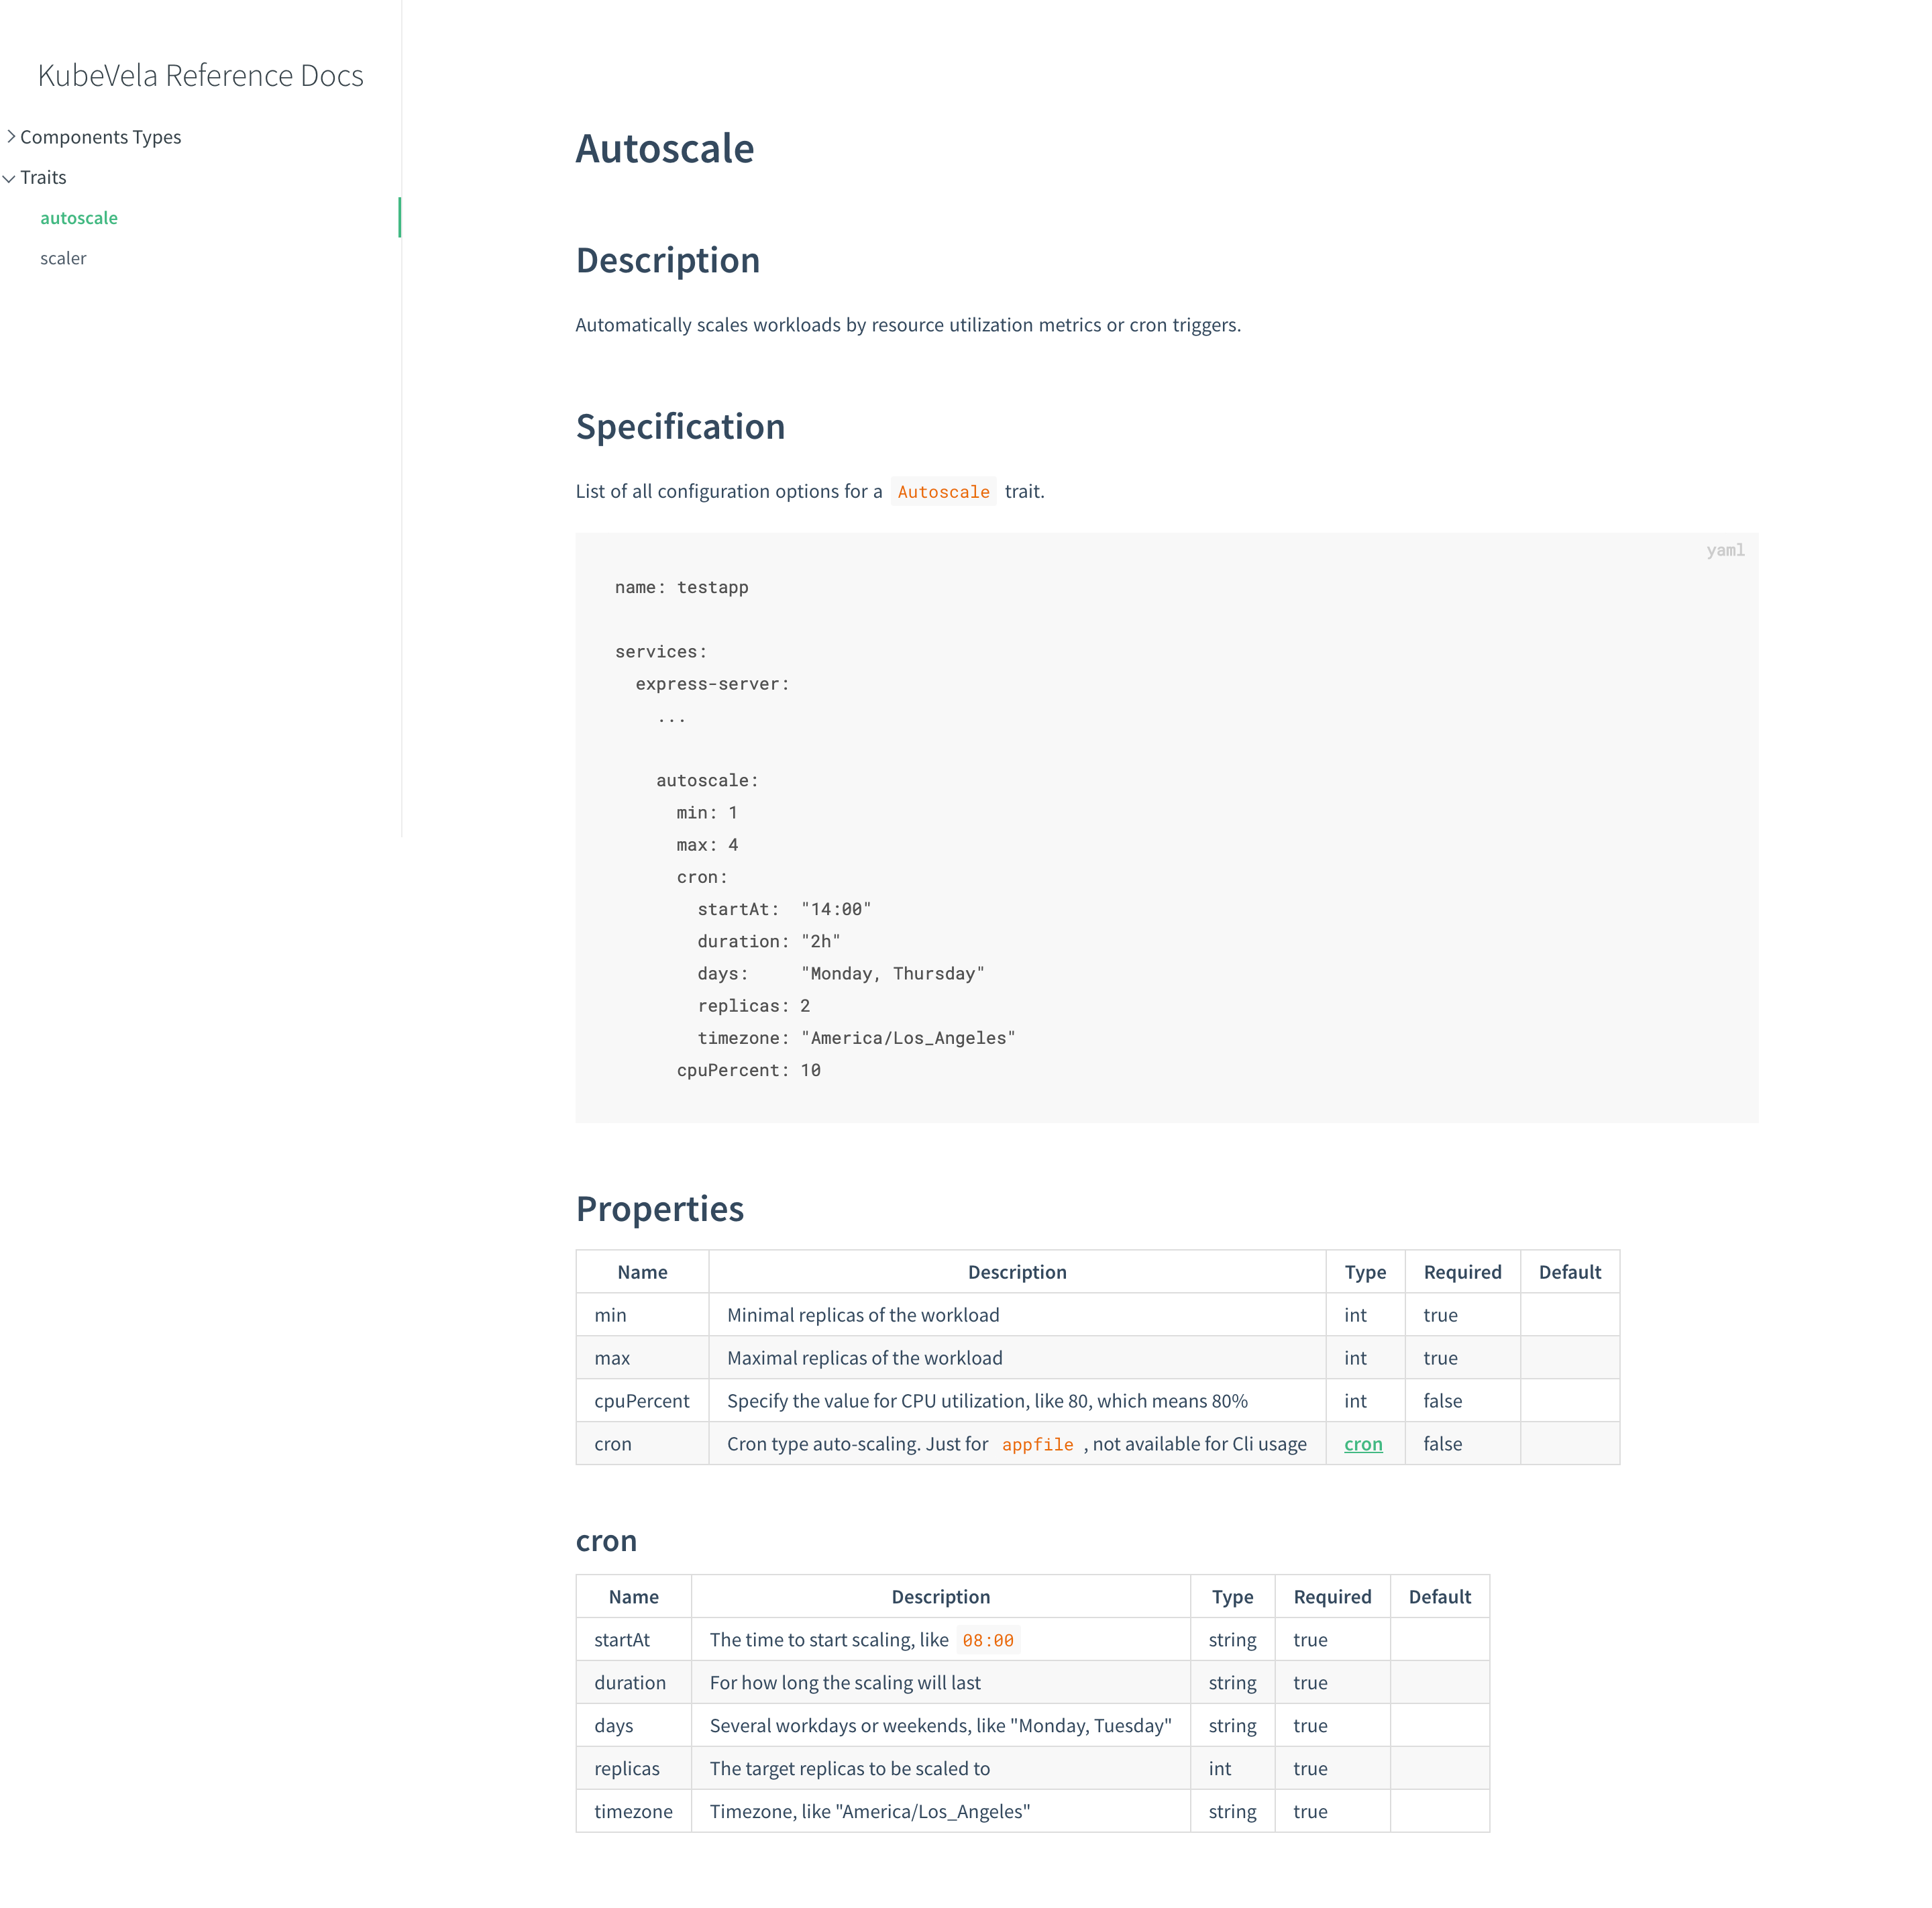 KubeVela Reference Docs
Components Types
Traits
autoscale
scaler
Autoscale
Description
Automatically scales workloads by resource utilization metrics or cron triggers.
Specification
List of all configuration options for a Autoscale trait.
yaml
name: testapp

services:
  express-server:
    ...

    autoscale:
      min: 1
      max: 4
      cron:
        startAt:  "14:00"
        duration: "2h"
        days:     "Monday, Thursday"
        replicas: 2
        timezone: "America/Los_Angeles"
      cpuPercent: 10
Properties
Name Description Type Required Default
min Minimal replicas of the workload int true
max Maximal replicas of the workload int true
cpuPercent Specify the value for CPU utilization, like 80, which means 80% int false
cron Cron type auto-scaling. Just for appfile , not available for Cli usage cron false
cron
Name Description Type Required Default
startAt The time to start scaling, like 08:00 string true
duration For how long the scaling will last string true
days Several workdays or weekends, like "Monday, Tuesday" string true
replicas The target replicas to be scaled to int true
timezone Timezone, like "America/Los_Angeles" string true